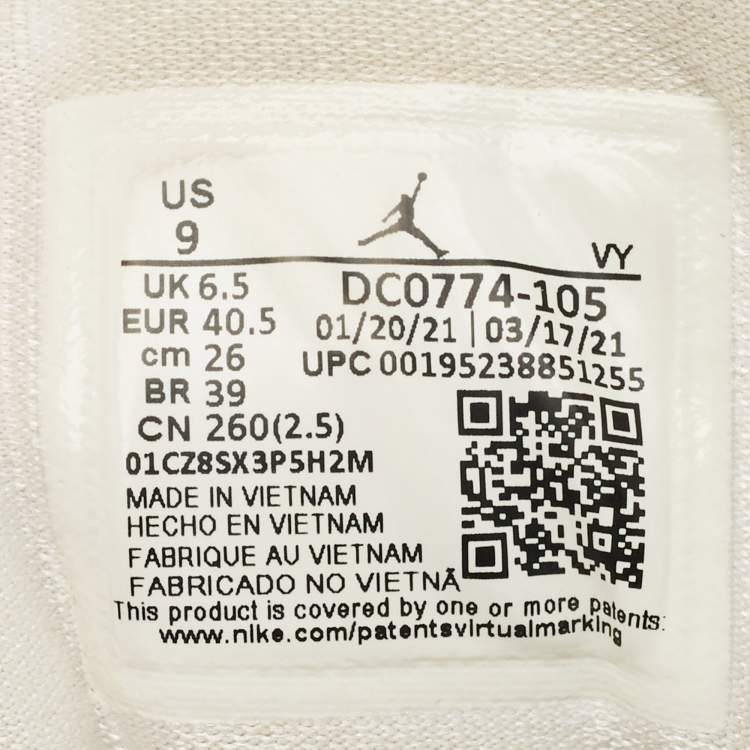 US
9
VY
UK 6.5
EUR 40.5
cm 26
BR 39
CN 260(2.5)
DC0774-105
01/20/21 | 03/17/21
UPC 00195238851255
01CZ8SX3P5H2M
MADE IN VIETNAM
HECHO EN VIETNAM
FABRIQUE AU VIETNAM
FABRICADO NO VIETNÃ
This product is covered by one or more patents:
www.nike.com/patentsvirtualmarking